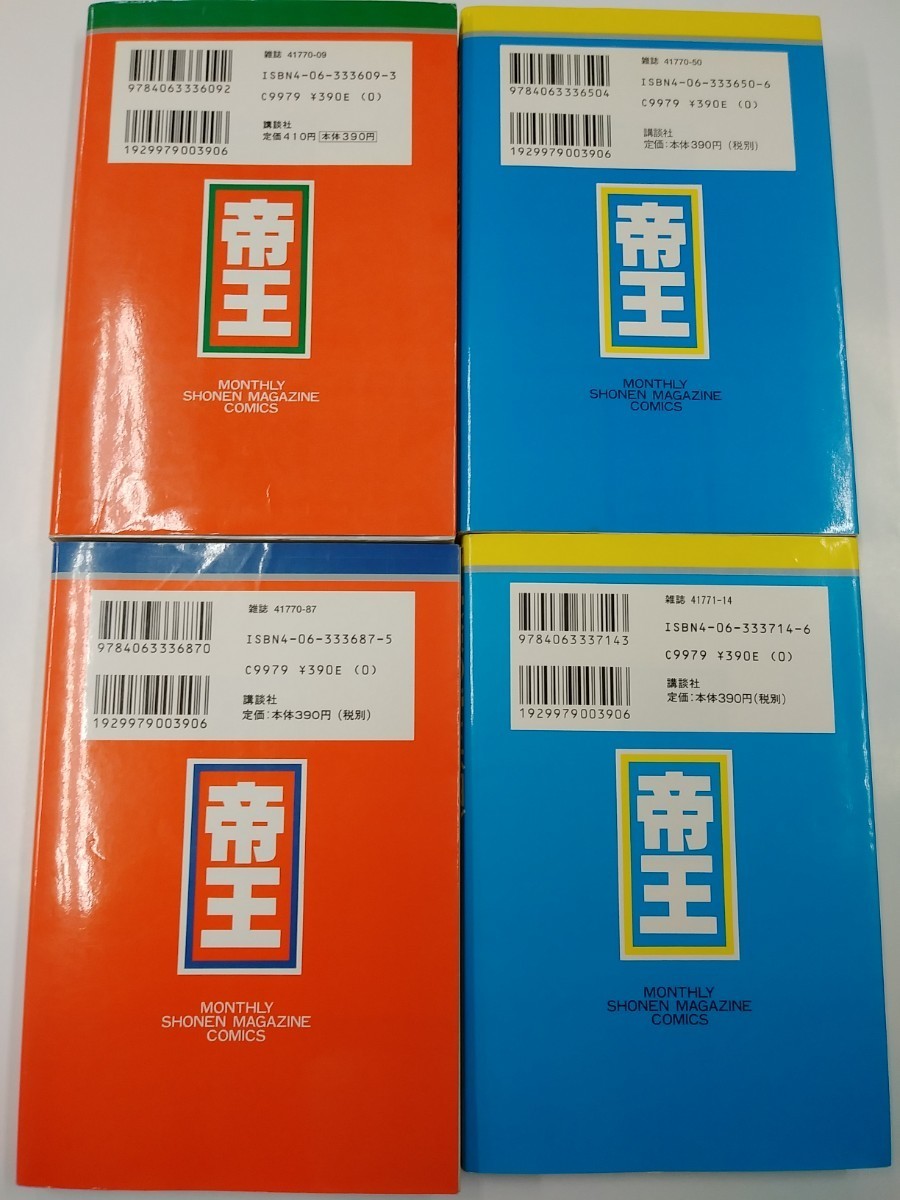 雑誌 41770-09
9784063336092
ISBN4-06-333609-3
C9979 ¥390E (0)
1929979003906
講談社
定価410円 本体390円
帝王
MONTHLY
SHONEN MAGAZINE
COMICS
雑誌 41770-50
9784063336504
ISBN4-06-333650-6
C9979 ¥390E (0)
1929979003906
講談社
定価:本体390円(税別)
帝王
MONTHLY
SHONEN MAGAZINE
COMICS
雑誌 41770-87
9784063336870
ISBN4-06-333687-5
C9979 ¥390E (0)
1929979003906
講談社
定価:本体390円(税別)
帝王
MONTHLY
SHONEN MAGAZINE
COMICS
雑誌 41771-14
9784063337143
ISBN4-06-333714-6
C9979 ¥390E (0)
1929979003906
講談社
定価:本体390円(税別)
帝王
MONTHLY
SHONEN MAGAZINE
COMICS